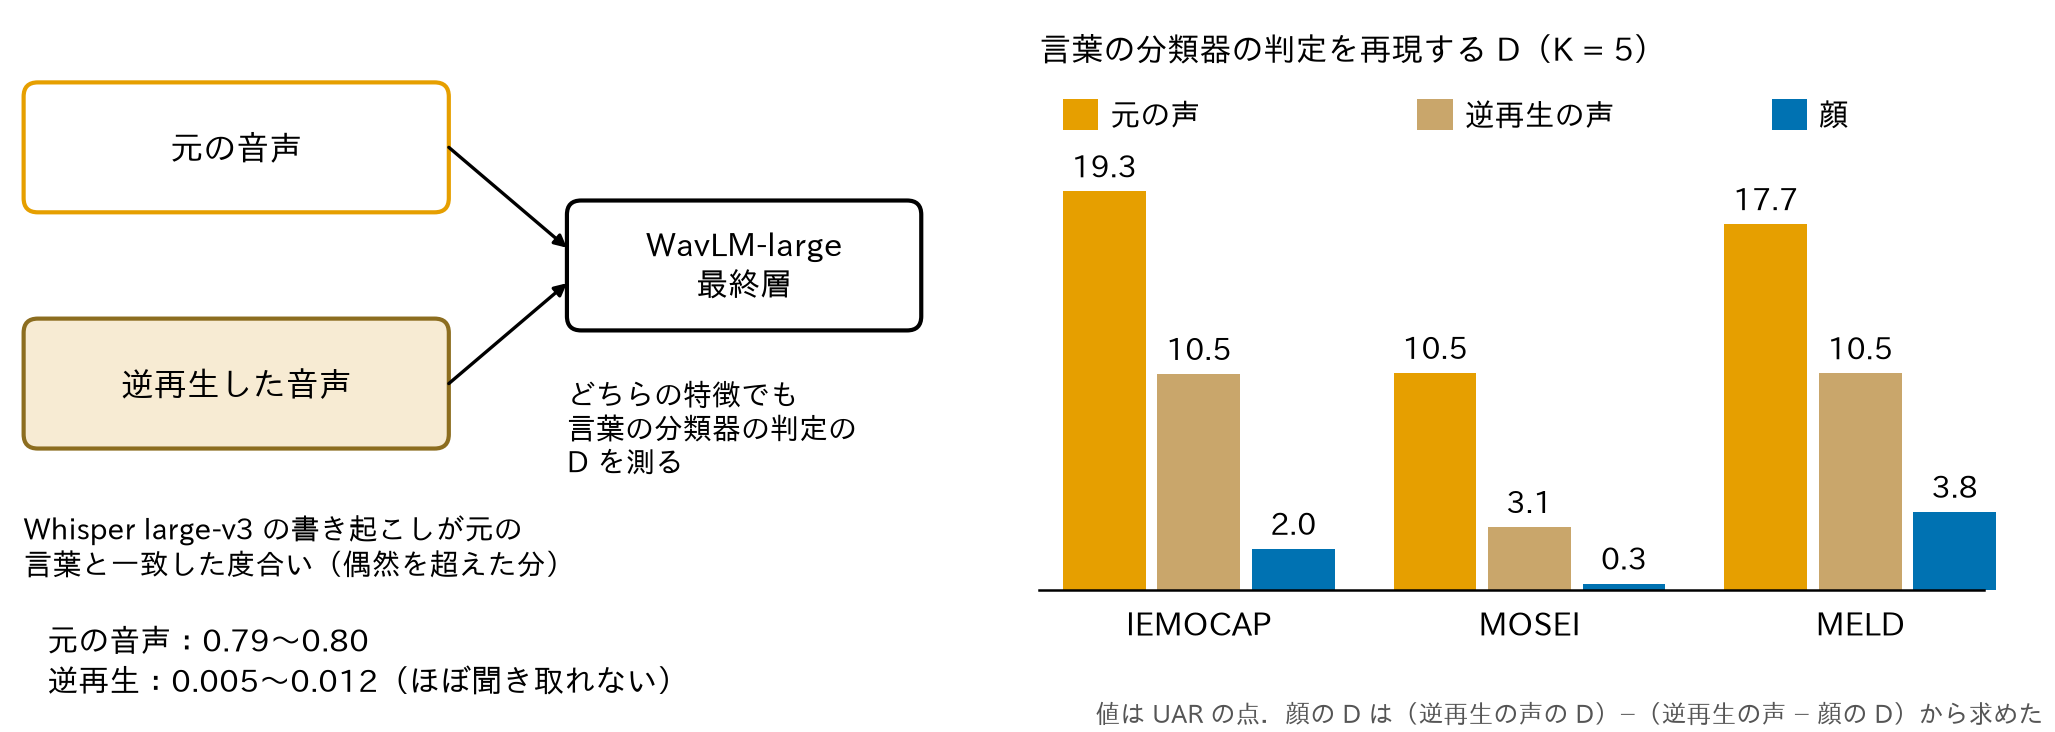 元の音声
逆再生した音声
WavLM-large
最終層
どちらの特徴でも
言葉の分類器の判定の
D を測る
Whisper large-v3 の書き起こしが元の
言葉と一致した度合い（偶然を超えた分）
元の音声：0.79〜0.80
逆再生：0.005〜0.012（ほぼ聞き取れない）
言葉の分類器の判定を再現する D（K = 5）
元の声 逆再生の声 顔
19.3 10.5 2.0
10.5 3.1 0.3
17.7 10.5 3.8
IEMOCAP MOSEI MELD
値は UAR の点．顔の D は（逆再生の声の D）−（逆再生の声 − 顔の D）から求めた